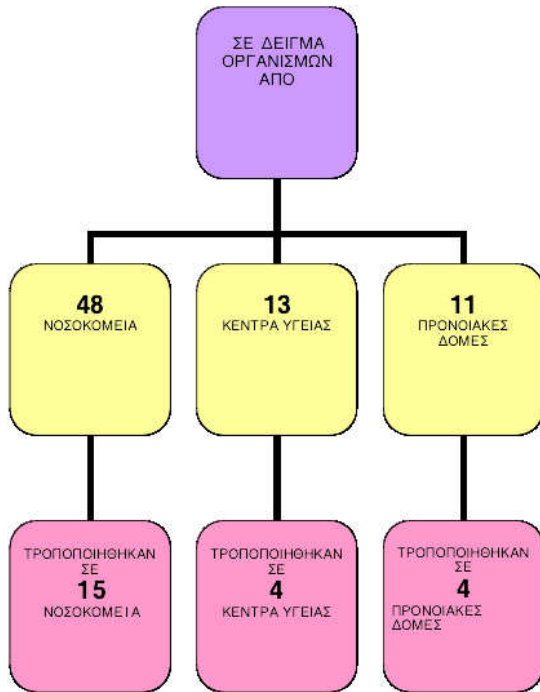 ΣΕ ΔΕΙΓΜΑ
ΟΡΓΑΝΙΣΜΩΝ
ΑΠΟ
48
ΝΟΣΟΚΟΜΕΙΑ
13
ΚΕΝΤΡΑ ΥΓΕΙΑΣ
11
ΠΡΟΝΟΙΑΚΕΣ
ΔΟΜΕΣ
ΤΡΟΠΟΠΟΙΗΘΗΚΑΝ
ΣΕ
15
ΝΟΣΟΚΟΜΕΙΑ
ΤΡΟΠΟΠΟΙΗΘΗΚΑΝ
ΣΕ
4
ΚΕΝΤΡΑ ΥΓΕΙΑΣ
ΤΡΟΠΟΠΟΙΗΘΗΚΑΝ
ΣΕ
4
ΠΡΟΝΟΙΑΚΕΣ
ΔΟΜΕΣ